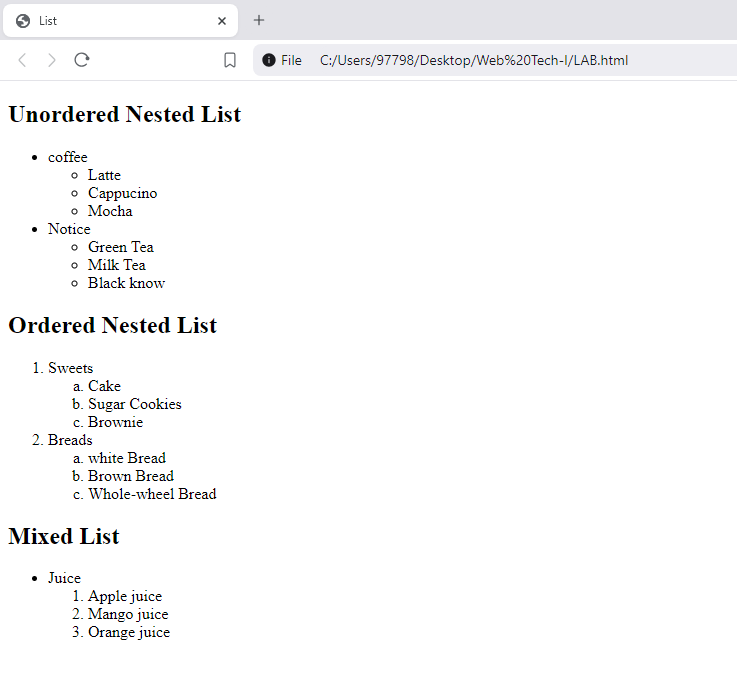 List
File C:/Users/97798/Desktop/Web%20Tech-I/LAB.html
Unordered Nested List
• coffee
◦ Latte
◦ Cappucino
◦ Mocha
• Notice
◦ Green Tea
◦ Milk Tea
◦ Black know
Ordered Nested List
1. Sweets
a. Cake
b. Sugar Cookies
c. Brownie
2. Breads
a. white Bread
b. Brown Bread
c. Whole-wheel Bread
Mixed List
• Juice
1. Apple juice
2. Mango juice
3. Orange juice